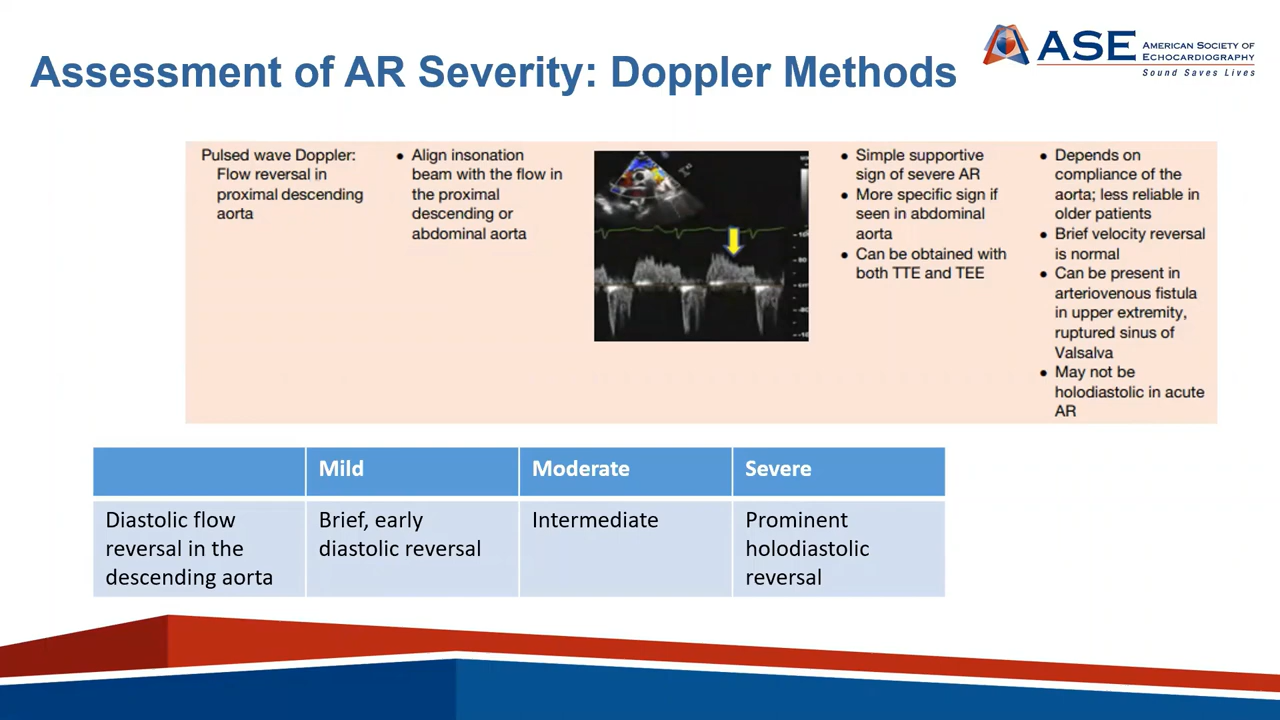 Assessment of AR Severity: Doppler Methods
ASE
AMERICAN SOCIETY OF
ECHOCARDIOGRAPHY
Sound Saves Lives
Pulsed wave Doppler:
Flow reversal in
proximal descending
aorta
• Align insonation
beam with the flow in
the proximal
descending or
abdominal aorta
• Simple supportive
sign of severe AR
• More specific sign if
seen in abdominal
aorta
• Can be obtained with
both TTE and TEE
• Depends on
compliance of the
aorta; less reliable in
older patients
• Brief velocity reversal
is normal
• Can be present in
arteriovenous fistula
in upper extremity,
ruptured sinus of
Valsalva
• May not be
holodiastolic in acute
AR
Mild
Moderate
Severe
Diastolic flow
reversal in the
descending aorta
Brief, early
diastolic reversal
Intermediate
Prominent
holodiastolic
reversal